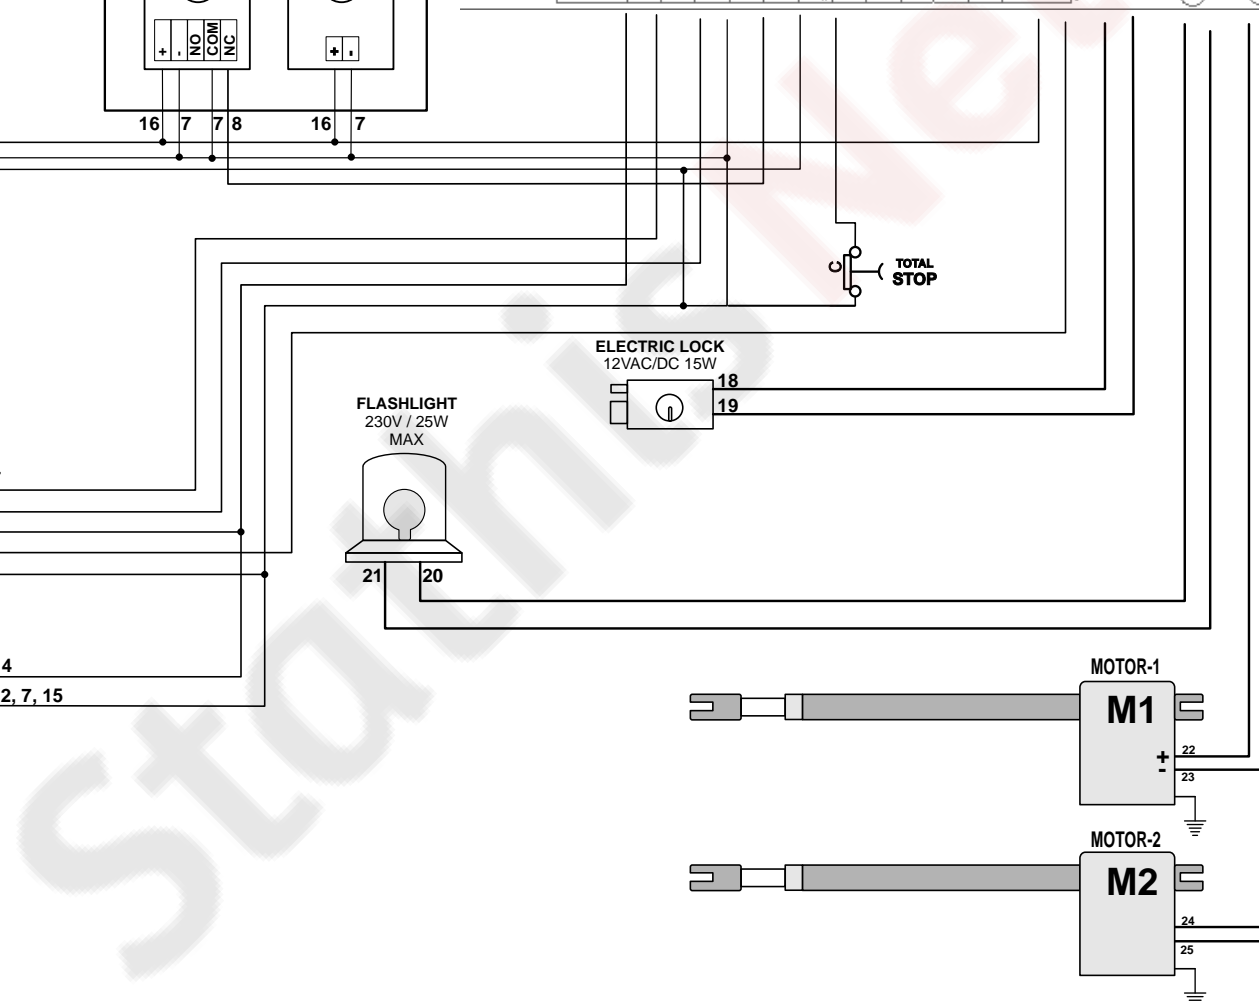 + - NO COM NC
+ -
16 7 7 8
16 7
C
TOTAL
STOP
ELECTRIC LOCK
12VAC/DC 15W
18
19
FLASHLIGHT
230V / 25W
MAX
21 20
4
2, 7, 15
MOTOR-1
M1
+ 22
- 23
MOTOR-2
M2
24
25
Stathis Ne